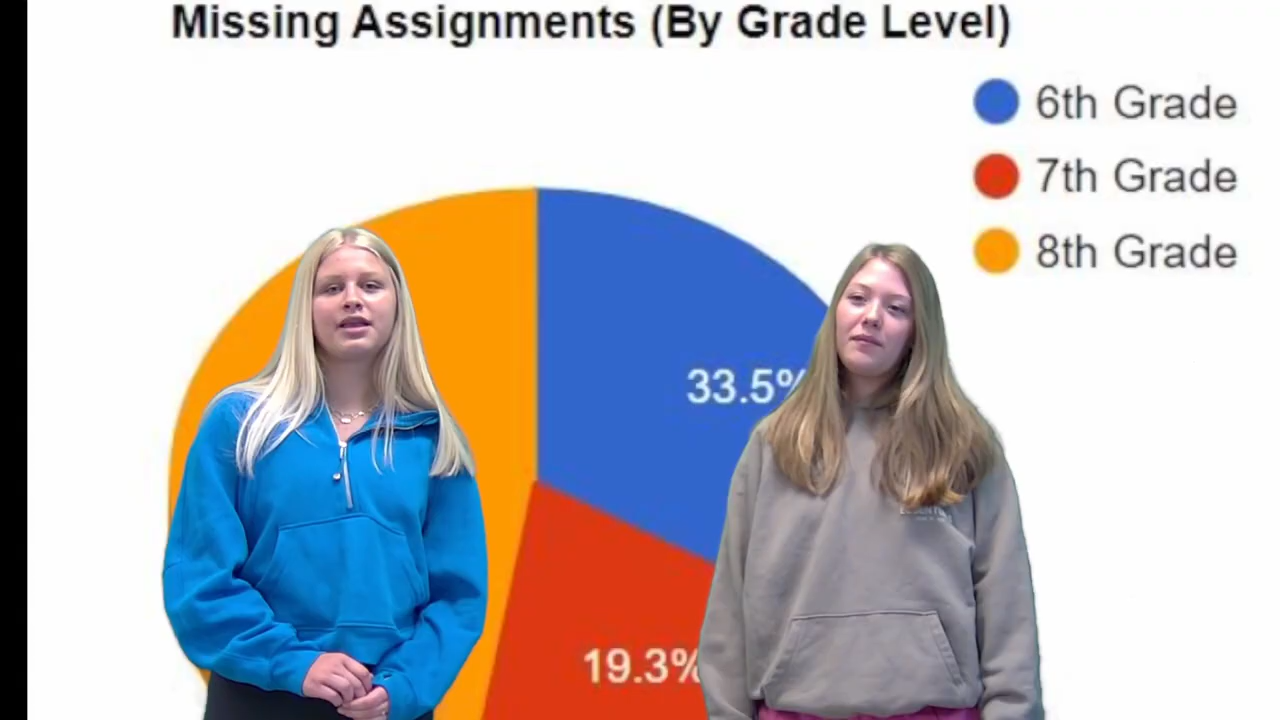 Missing Assignments (By Grade Level)
6th Grade
7th Grade
8th Grade
33.5%
19.3%